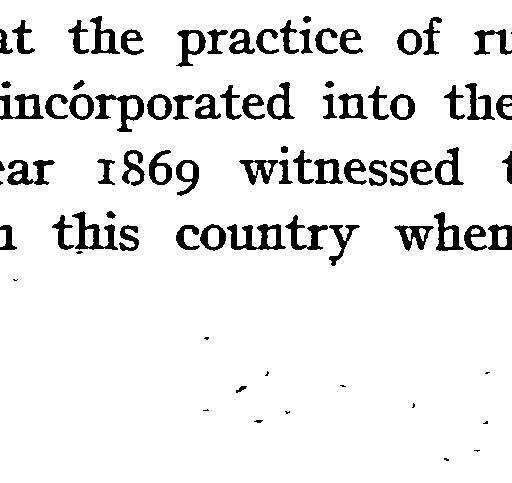 at the practice of ru
incórporated into the
ear 1869 witnessed t
n this country when